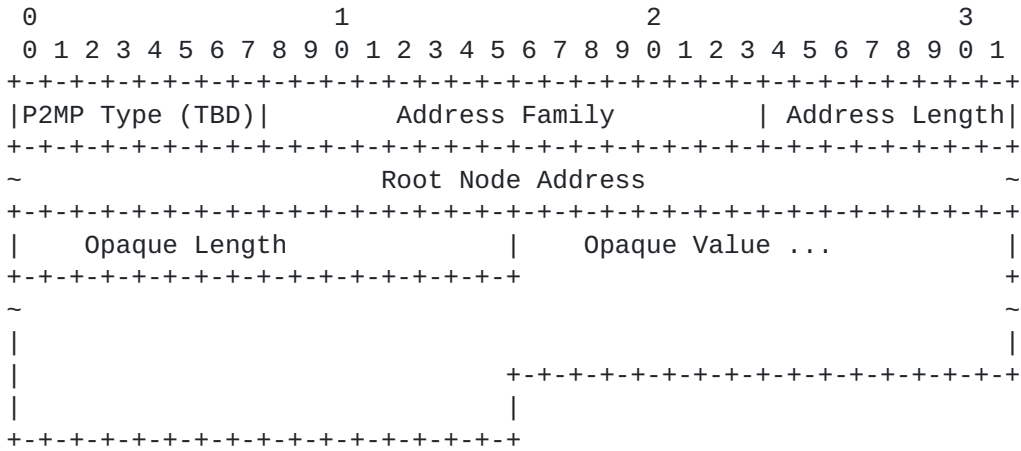 0                   1                   2                   3
 0 1 2 3 4 5 6 7 8 9 0 1 2 3 4 5 6 7 8 9 0 1 2 3 4 5 6 7 8 9 0 1
+-+-+-+-+-+-+-+-+-+-+-+-+-+-+-+-+-+-+-+-+-+-+-+-+-+-+-+-+-+-+-+-+
|P2MP Type (TBD)|        Address Family         | Address Length|
+-+-+-+-+-+-+-+-+-+-+-+-+-+-+-+-+-+-+-+-+-+-+-+-+-+-+-+-+-+-+-+-+
~                       Root Node Address                       ~
+-+-+-+-+-+-+-+-+-+-+-+-+-+-+-+-+-+-+-+-+-+-+-+-+-+-+-+-+-+-+-+-+
|    Opaque Length              |    Opaque Value ...           |
+-+-+-+-+-+-+-+-+-+-+-+-+-+-+-+-+                               +
~                                                               ~
|                                                               |
|                               +-+-+-+-+-+-+-+-+-+-+-+-+-+-+-+-+
|                               |
+-+-+-+-+-+-+-+-+-+-+-+-+-+-+-+-+